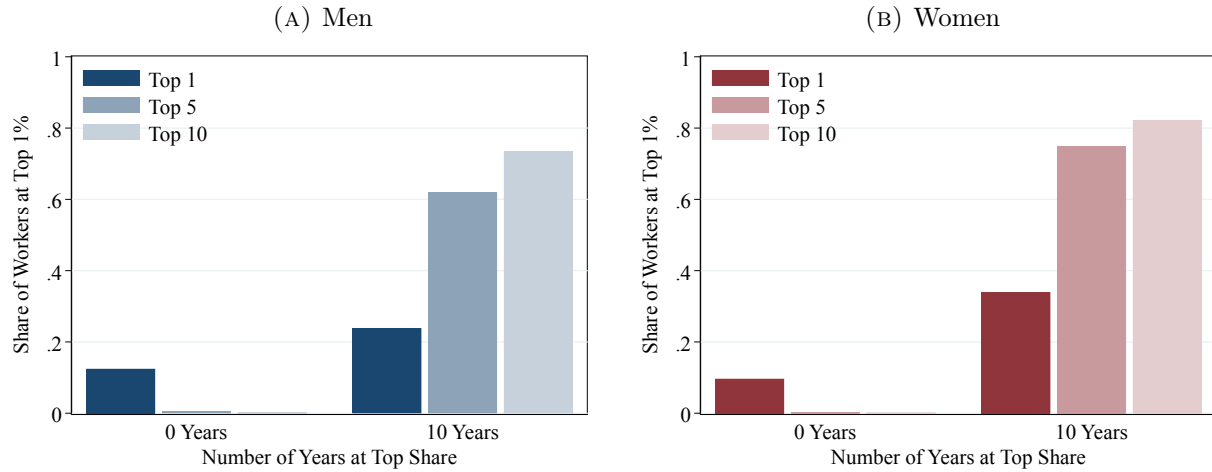 (A) Men
Share of Workers at Top 1%
1
.8
.6
.4
.2
0
Top 1
Top 5
Top 10
0 Years
10 Years
Number of Years at Top Share
(B) Women
Share of Workers at Top 1%
1
.8
.6
.4
.2
0
Top 1
Top 5
Top 10
0 Years
10 Years
Number of Years at Top Share